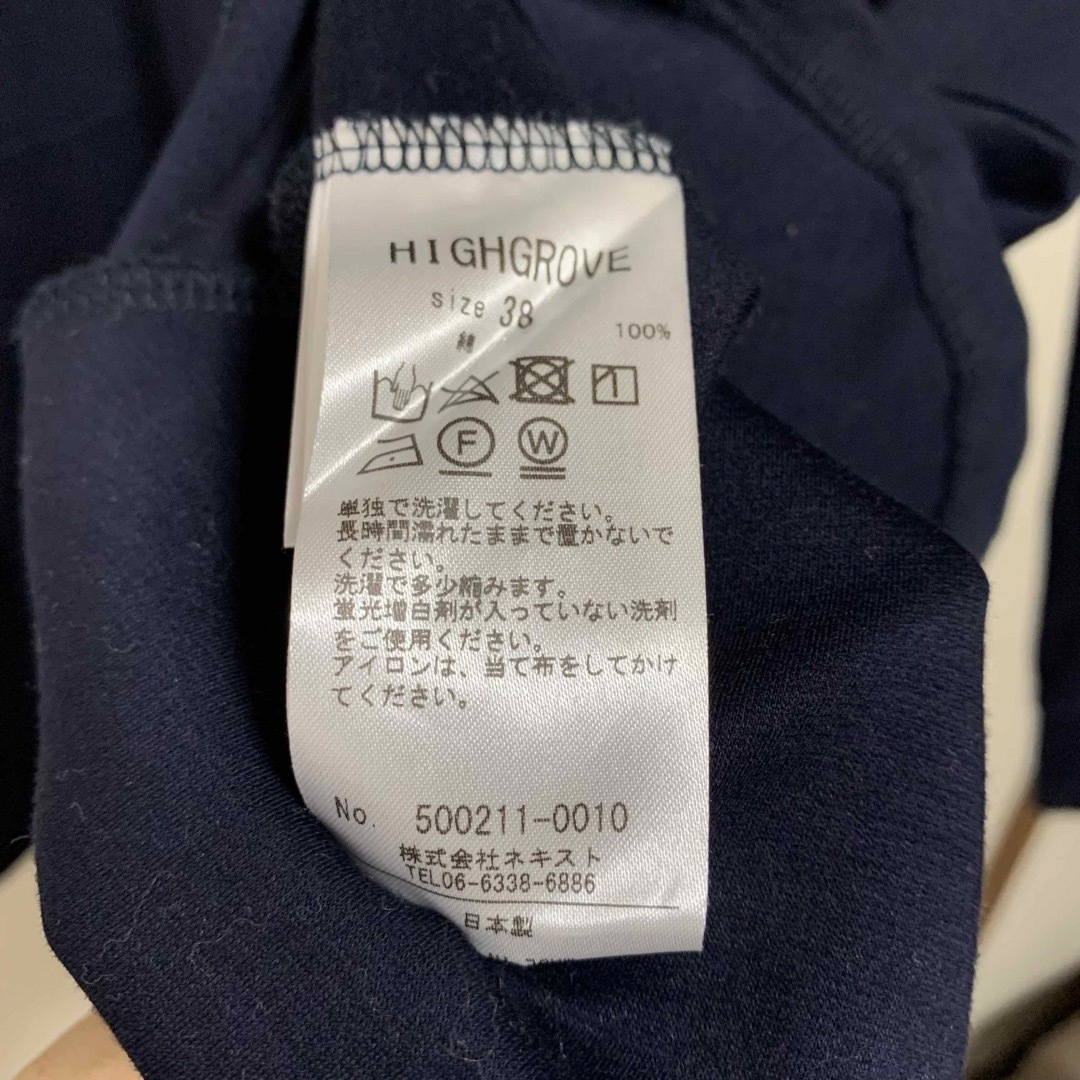 HIGHGROVE
size 38
綿 100%
F W
単独で洗濯してください。
長時間濡れたままで置かないで
ください。
洗濯で多少縮みます。
蛍光増白剤が入っていない洗剤
をご使用ください。
アイロンは、当て布をしてかけ
てください。
No. 500211-0010
株式会社ネキスト
TEL06-6338-6886
日本製